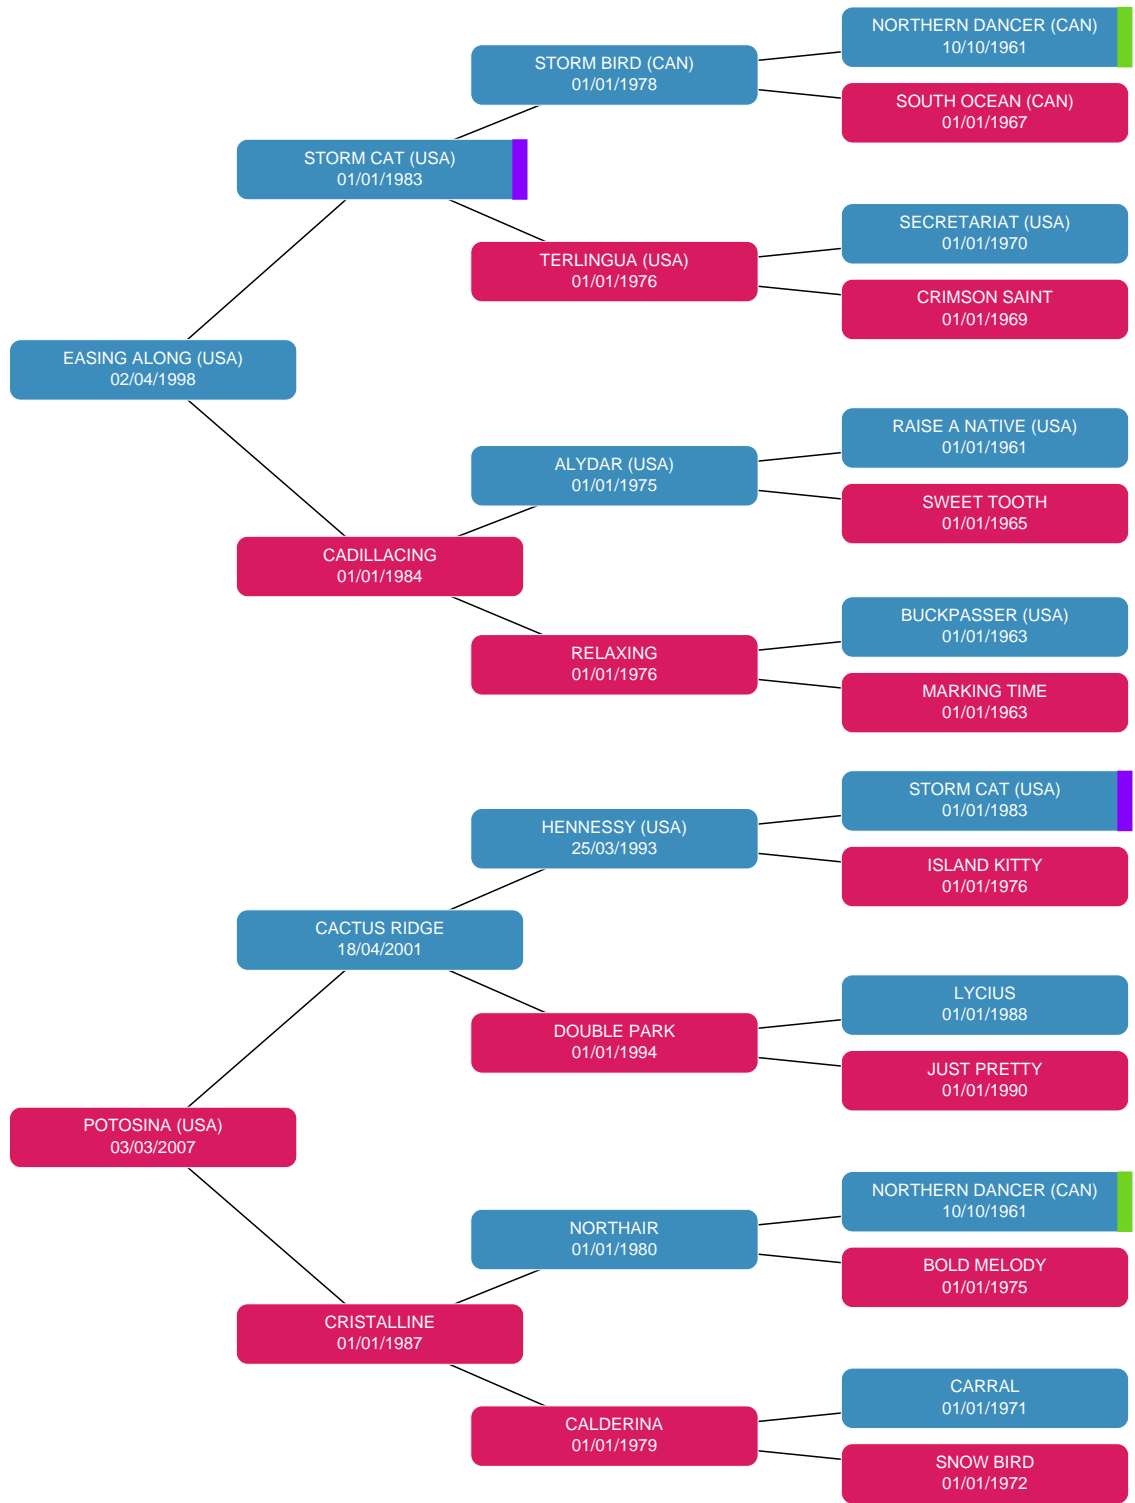 NORTHERN DANCER (CAN)
10/10/1961
STORM BIRD (CAN)
01/01/1978
SOUTH OCEAN (CAN)
01/01/1967
STORM CAT (USA)
01/01/1983
SECRETARIAT (USA)
01/01/1970
TERLINGUA (USA)
01/01/1976
CRIMSON SAINT
01/01/1969
EASING ALONG (USA)
02/04/1998
RAISE A NATIVE (USA)
01/01/1961
ALYDAR (USA)
01/01/1975
SWEET TOOTH
01/01/1965
CADILLACING
01/01/1984
BUCKPASSER (USA)
01/01/1963
RELAXING
01/01/1976
MARKING TIME
01/01/1963
STORM CAT (USA)
01/01/1983
HENNESSY (USA)
25/03/1993
ISLAND KITTY
01/01/1976
CACTUS RIDGE
18/04/2001
LYCIUS
01/01/1988
DOUBLE PARK
01/01/1994
JUST PRETTY
01/01/1990
POTOSINA (USA)
03/03/2007
NORTHERN DANCER (CAN)
10/10/1961
NORTHAIR
01/01/1980
BOLD MELODY
01/01/1975
CRISTALLINE
01/01/1987
CARRAL
01/01/1971
CALDERINA
01/01/1979
SNOW BIRD
01/01/1972